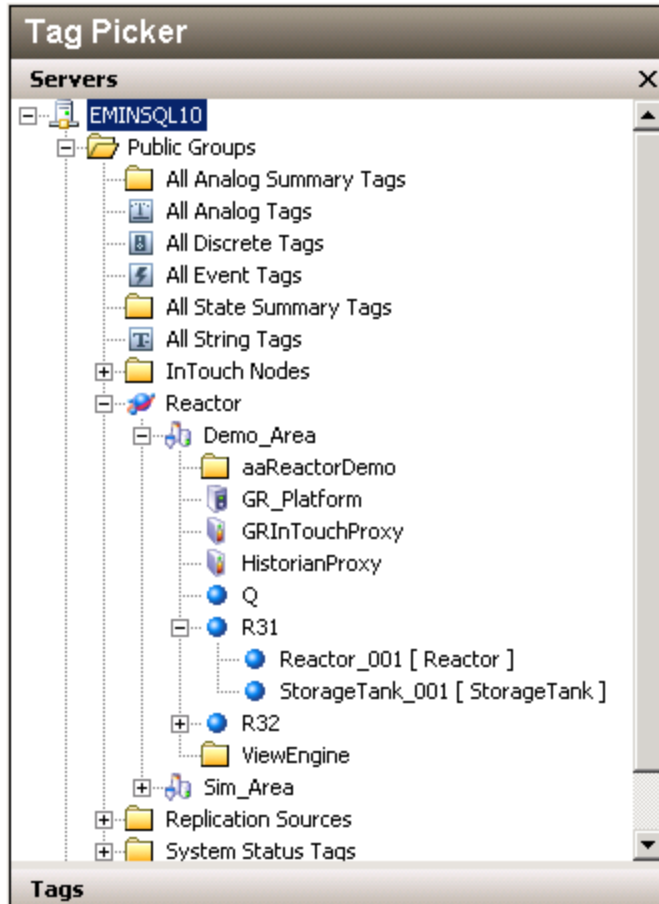 Tag Picker
Servers
EMINSQL10
Public Groups
All Analog Summary Tags
All Analog Tags
All Discrete Tags
All Event Tags
All State Summary Tags
All String Tags
InTouch Nodes
Reactor
Demo_Area
aaReactorDemo
GR_Platform
GRInTouchProxy
HistorianProxy
Q
R31
Reactor_001 [ Reactor ]
StorageTank_001 [ StorageTank ]
R32
ViewEngine
Sim_Area
Replication Sources
System Status Tags
Tags